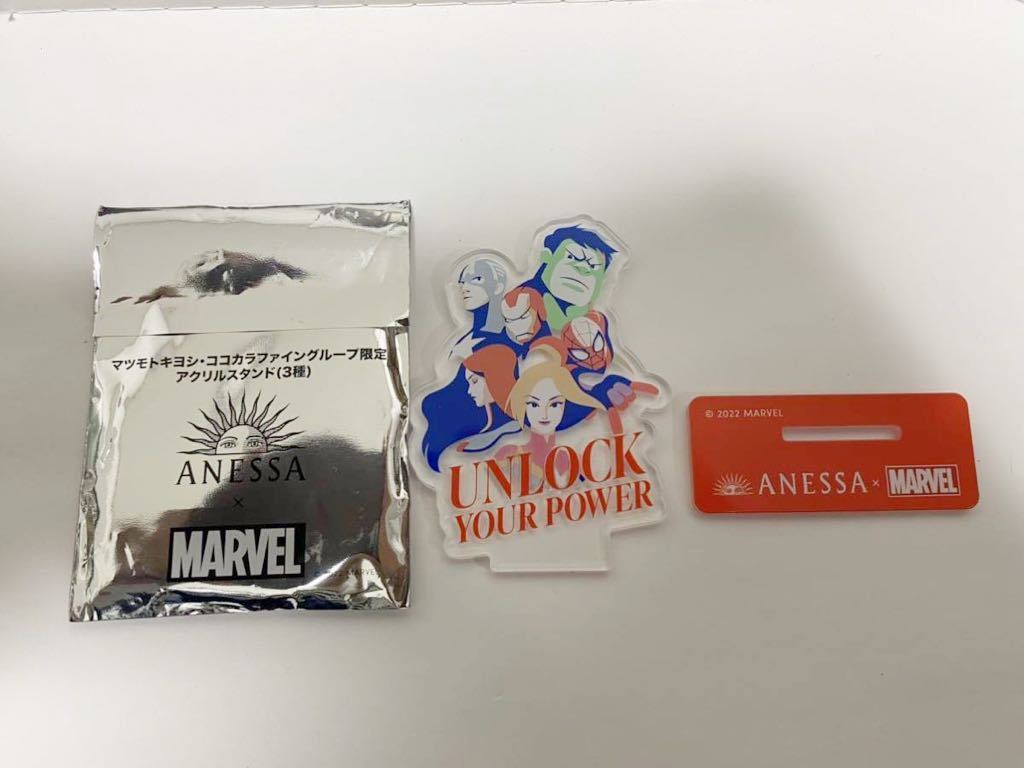 マツモトキヨシ・ココカラファイングループ限定
アクリルスタンド(3種)
ANESSA
×
MARVEL
© 2022 MARVEL
UNLOCK
YOUR POWER
© 2022 MARVEL
ANESSA × MARVEL